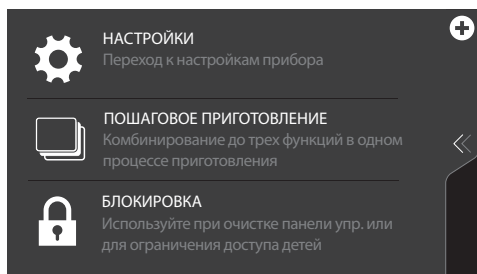 НАСТРОЙКИ
Переход к настройкам прибора
ПОШАГОВОЕ ПРИГОТОВЛЕНИЕ
Комбинирование до трех функций в одном
процессе приготовления
БЛОКИРОВКА
Используйте при очистке панели упр. или
для ограничения доступа детей